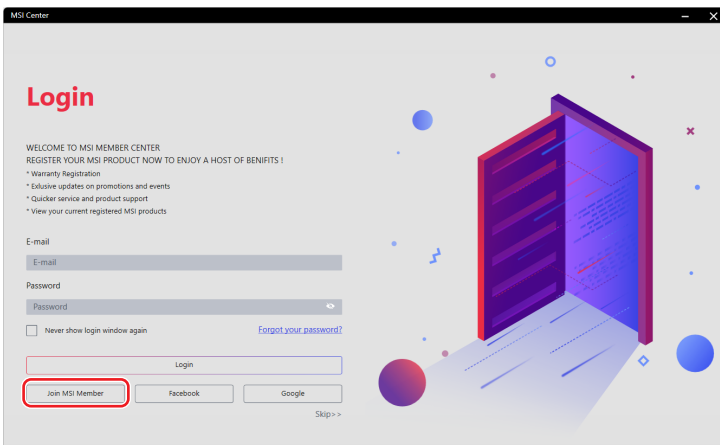 MSI Center
Login
WELCOME TO MSI MEMBER CENTER
REGISTER YOUR MSI PRODUCT NOW TO ENJOY A HOST OF BENIFITS !
* Warranty Registration
* Exlusive updates on promotions and events
* Quicker service and product support
* View your current registered MSI products
E-mail
E-mail
Password
Password
Never show login window again
Forgot your password?
Login
Join MSI Member
Facebook
Google
Skip>>